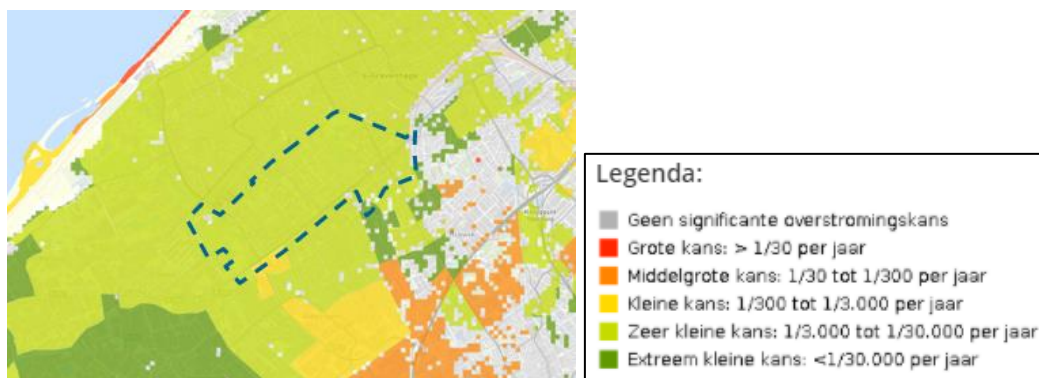 Legenda:
Geen significante overstromingskans
Grote kans: > 1/30 per jaar
Middelgrote kans: 1/30 tot 1/300 per jaar
Kleine kans: 1/300 tot 1/3.000 per jaar
Zeer kleine kans: 1/3.000 tot 1/30.000 per jaar
Extreem kleine kans: <1/30.000 per jaar